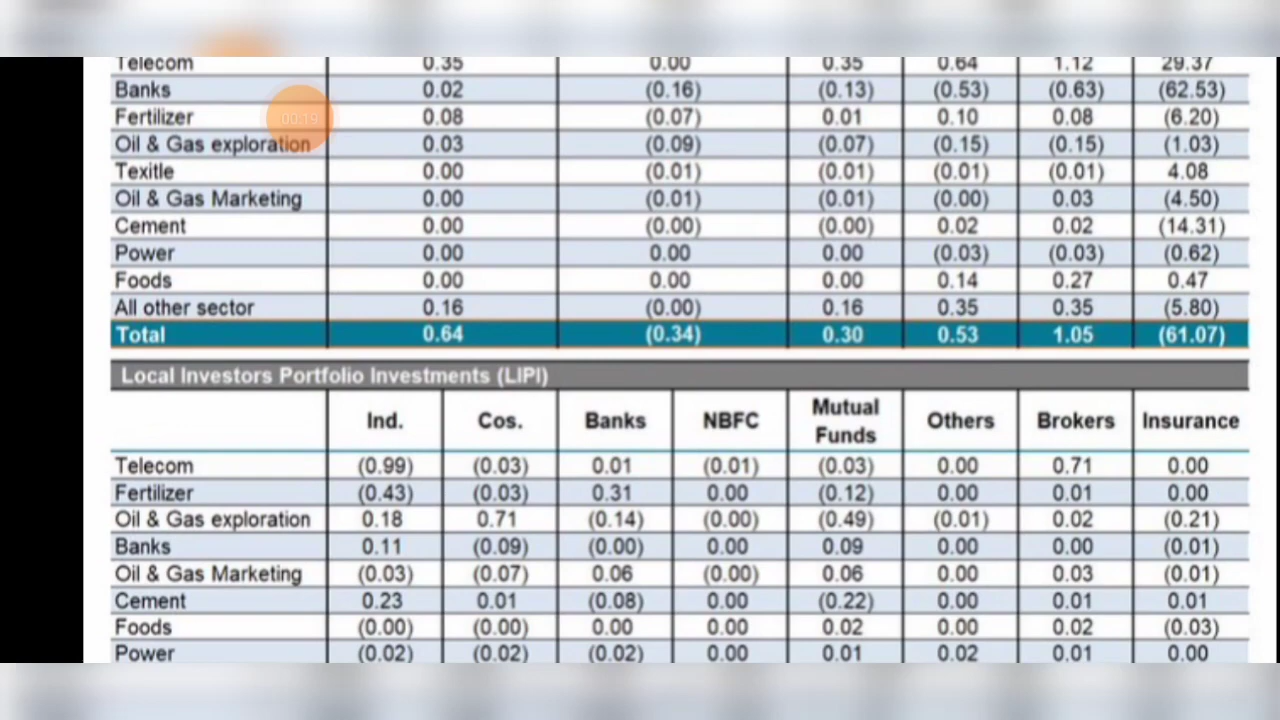 Telecom 0.35 0.00 0.35 0.64 1.12 29.37
Banks 0.02 (0.16) (0.13) (0.53) (0.63) (62.53)
Fertilizer 0.08 (0.07) 0.01 0.10 0.08 (6.20)
00:19
Oil & Gas exploration 0.03 (0.09) (0.07) (0.15) (0.15) (1.03)
Texitle 0.00 (0.01) (0.01) (0.01) (0.01) 4.08
Oil & Gas Marketing 0.00 (0.01) (0.01) (0.00) 0.03 (4.50)
Cement 0.00 (0.00) (0.00) 0.02 0.02 (14.31)
Power 0.00 0.00 0.00 (0.03) (0.03) (0.62)
Foods 0.00 0.00 0.00 0.14 0.27 0.47
All other sector 0.16 (0.00) 0.16 0.35 0.35 (5.80)
Total 0.64 (0.34) 0.30 0.53 1.05 (61.07)
Local Investors Portfolio Investments (LIPI)
Ind. Cos. Banks NBFC Mutual Funds Others Brokers Insurance
Telecom (0.99) (0.03) 0.01 (0.01) (0.03) 0.00 0.71 0.00
Fertilizer (0.43) (0.03) 0.31 0.00 (0.12) 0.00 0.01 0.00
Oil & Gas exploration 0.18 0.71 (0.14) (0.00) (0.49) (0.01) 0.02 (0.21)
Banks 0.11 (0.09) (0.00) 0.00 0.09 0.00 0.00 (0.01)
Oil & Gas Marketing (0.03) (0.07) 0.06 (0.00) 0.06 0.00 0.03 (0.01)
Cement 0.23 0.01 (0.08) 0.00 (0.22) 0.00 0.01 0.01
Foods (0.00) (0.00) 0.00 0.00 0.02 0.00 0.02 (0.03)
Power (0.02) (0.02) (0.02) 0.00 0.01 0.02 0.01 0.00